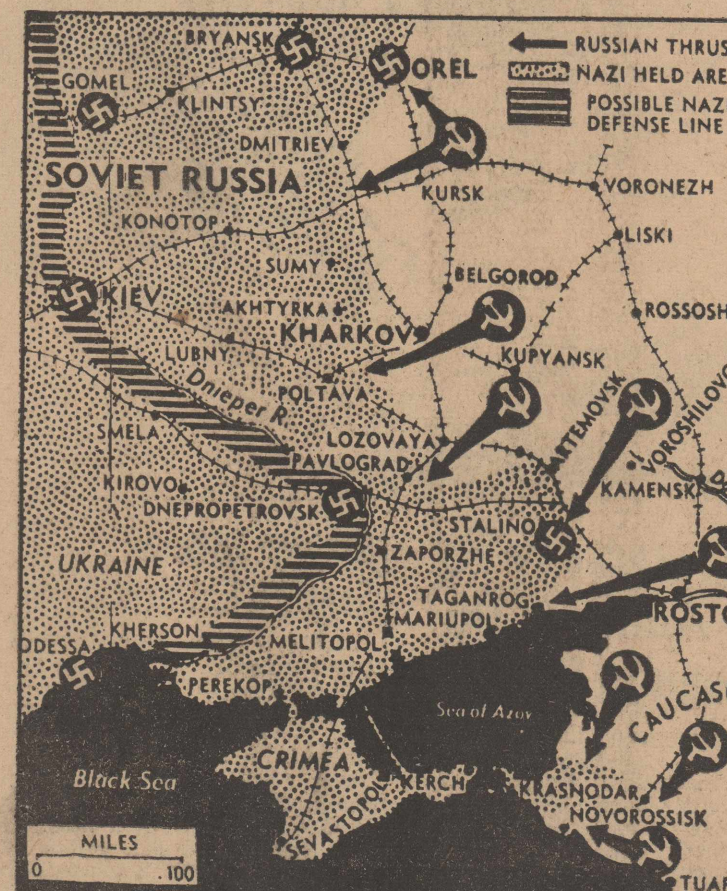 BRYANSK
RUSSIAN THRUS
NAZI HELD ARE
POSSIBLE NAZ
DEFENSE LINE
OREL
GOMEL
KLINTSY
DMITRIEV
SOVIET RUSSIA
KURSK
VORONEZH
KONOTOP
LISKI
SUMY
BELGOROD
KIEV
AKHTYRKA
ROSSOSH
KHARKOV
LUBNY
KUPYANSK
Dnieper R.
POLTAVA
ARTEMOVSK
VOROSHILOVG
SMELA
LOZOVAYA
PAVLOGRAD
KIROVO
KAMENSK
DNEPROPETROVSK
STALINO
ZAPORZHE
UKRAINE
TAGANROG
MARIUPOL
ROSTO
KHERSON
ODESSA
MELITOPOL
PEREKOP
Sea of Azov
CAUCAS
CRIMEA
Black Sea
KERCH
KRASNODAR
NOVOROSSISK
SEVASTOPOL
MILES
0 100
TUAP